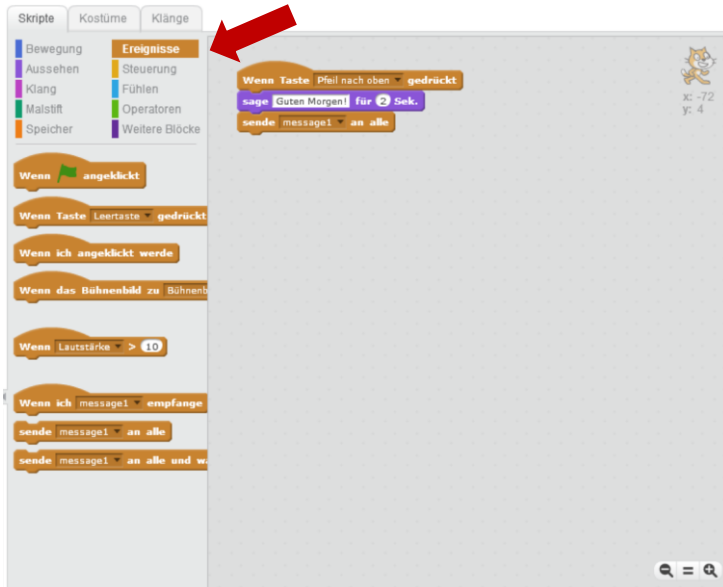 Skripte Kostüme Klänge
Bewegung Ereignisse
Aussehen Steuerung
Klang Fühlen
Malstift Operatoren
Speicher Weitere Blöcke
Wenn angeklickt
Wenn Taste Leertaste gedrückt
Wenn ich angeklickt werde
Wenn das Bühnenbild zu Bühnenb
Wenn Lautstärke > 10
Wenn ich message1 empfange
sende message1 an alle
sende message1 an alle und wa
Wenn Taste Pfeil nach oben gedrückt
sage Guten Morgen! für 2 Sek.
sende message1 an alle
x: -72
y: 4